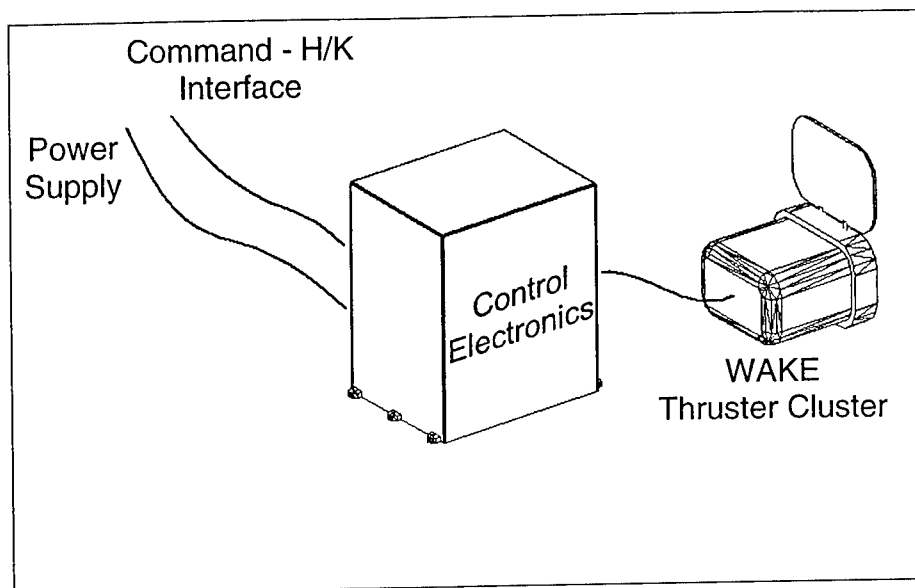 Command - H/K
Interface
Power
Supply
Control
Electronics
WAKE
Thruster Cluster